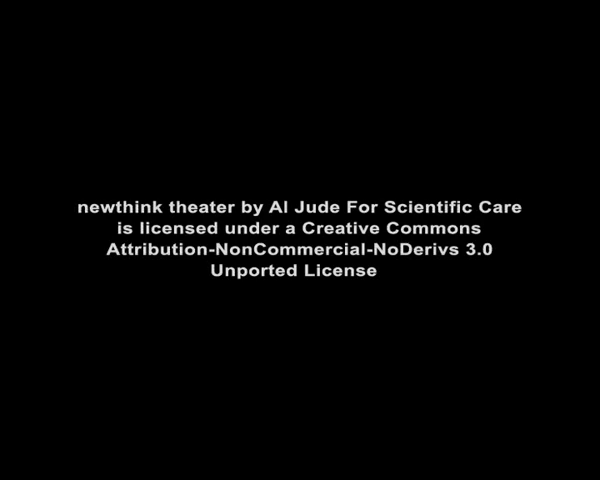 newthink theater by Al Jude For Scientific Care
is licensed under a Creative Commons
Attribution-NonCommercial-NoDerivs 3.0
Unported License